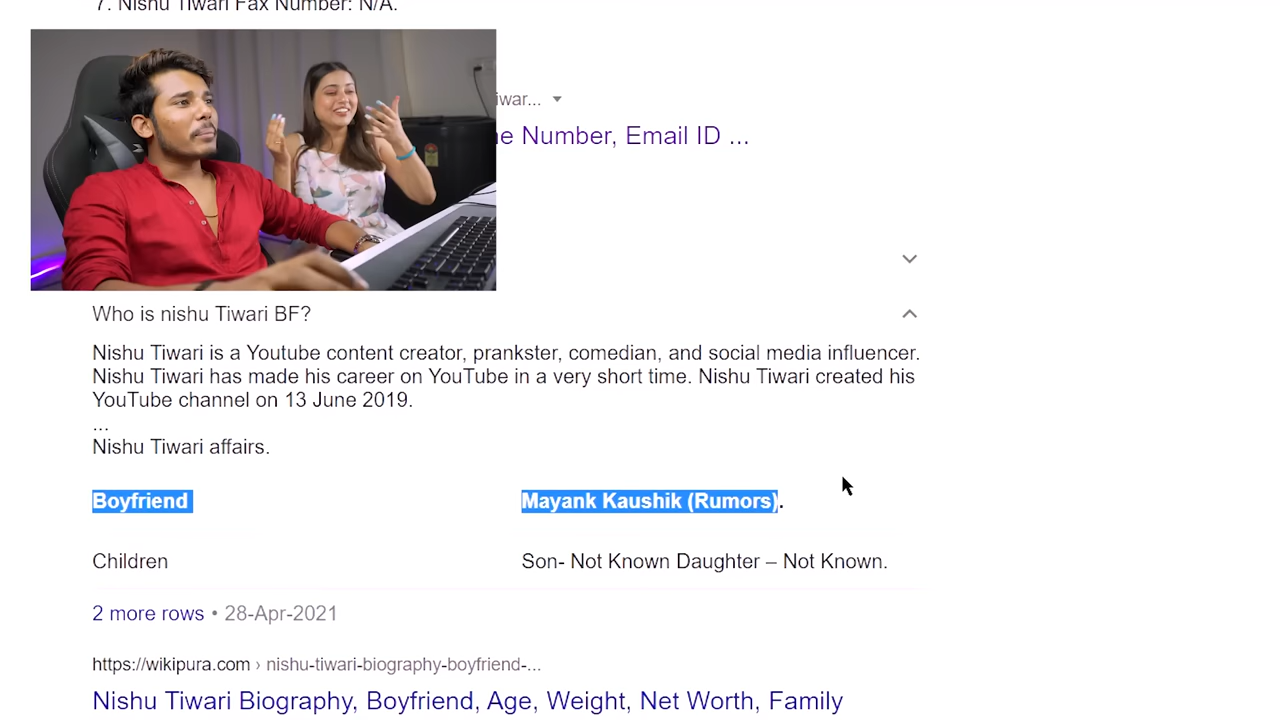 7. Nishu Tiwari Fax Number: N/A.
iwar...
e Number, Email ID ...
Who is nishu Tiwari BF?
Nishu Tiwari is a Youtube content creator, prankster, comedian, and social media influencer.
Nishu Tiwari has made his career on YouTube in a very short time. Nishu Tiwari created his
YouTube channel on 13 June 2019.
...
Nishu Tiwari affairs.
Boyfriend Mayank Kaushik (Rumors).
Children Son- Not Known Daughter – Not Known.
2 more rows • 28-Apr-2021
https://wikipura.com › nishu-tiwari-biography-boyfriend-...
Nishu Tiwari Biography, Boyfriend, Age, Weight, Net Worth, Family